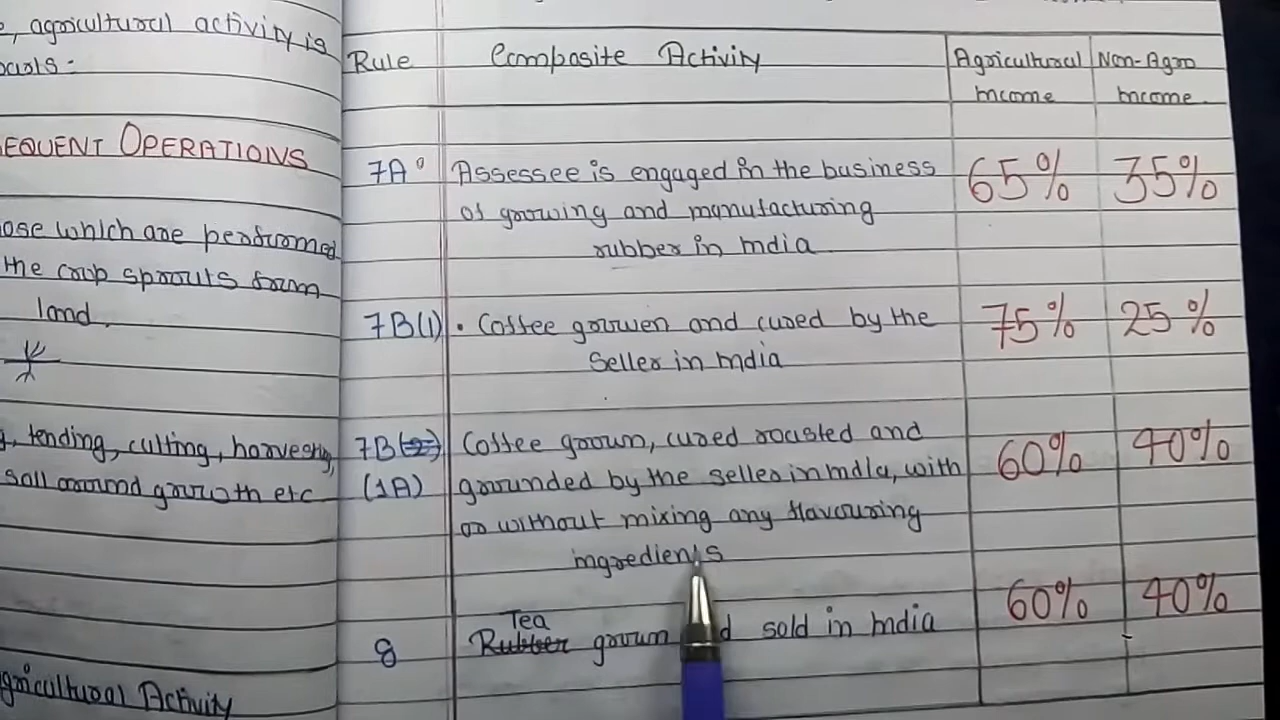 , agricultural activity is
EQUENT OPERATIONS
ose which are performed
the crop sprouts from
land.
tending, cutting, harvesting,
soil around growth etc
Agricultural Activity
Rule Composite Activity Agricultural Income Non-Agro Income
7A Assessee is engaged in the business 65% 35%
of growing and manufacturing
rubber in India
7B(1) • Coffee grown and cured by the 75% 25%
Seller in India
7B(2) Coffee grown, cured roasted and 60% 40%
(1A) grounded by the seller in India, with
or without mixing any flavouring
ingredients
Tea 60% 40%
8 Rubber grown d sold in India